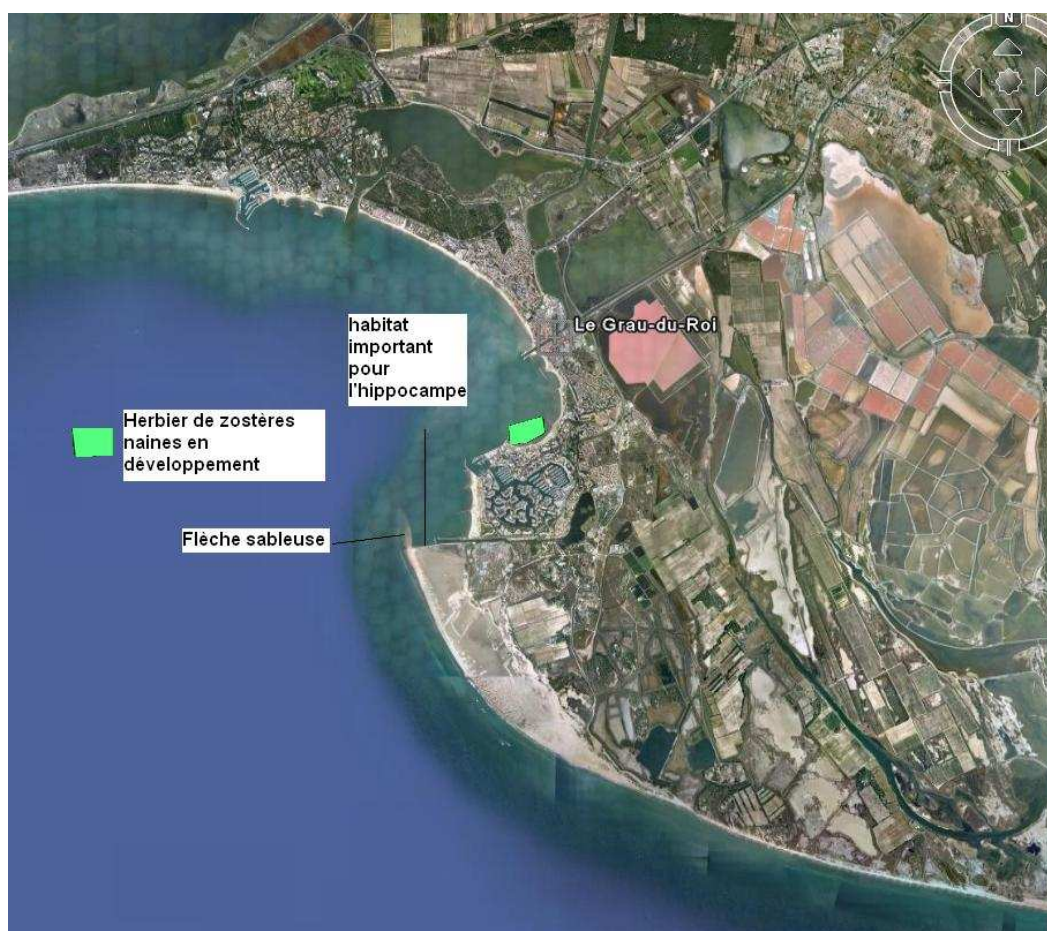 N
habitat
important
pour
l'hippocampe
Le Grau-du-Roi
Herbier de zostères
naines en
développement
Flèche sableuse